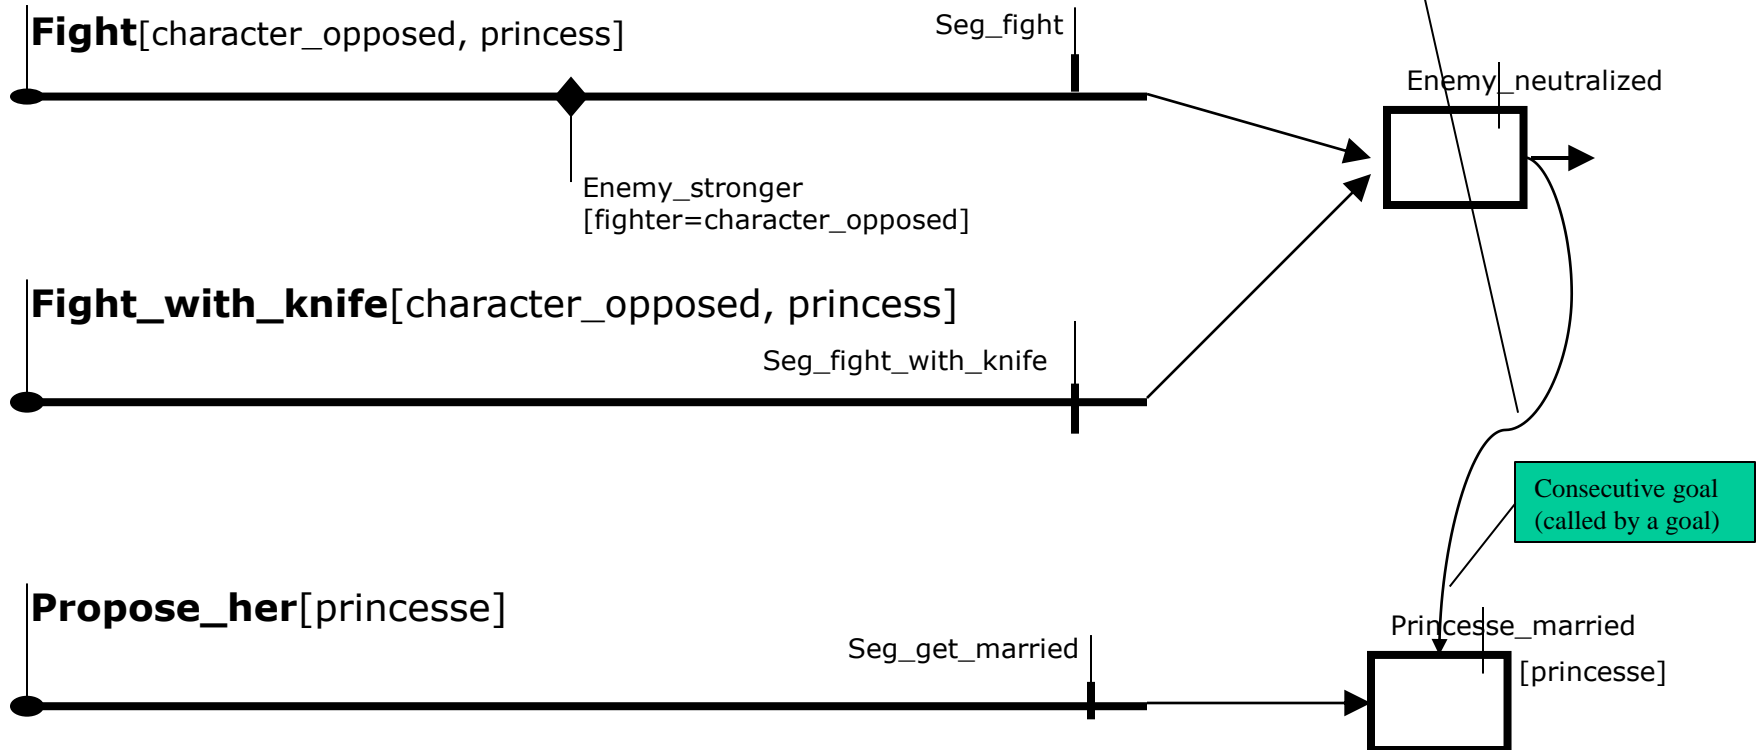 Fight[character_opposed, princess]
Seg_fight
Enemy_neutralized
Enemy_stronger
[fighter=character_opposed]
Fight_with_knife[character_opposed, princess]
Seg_fight_with_knife
Consecutive goal
(called by a goal)
Propose_her[princesse]
Seg_get_married
Princesse_married
[princesse]